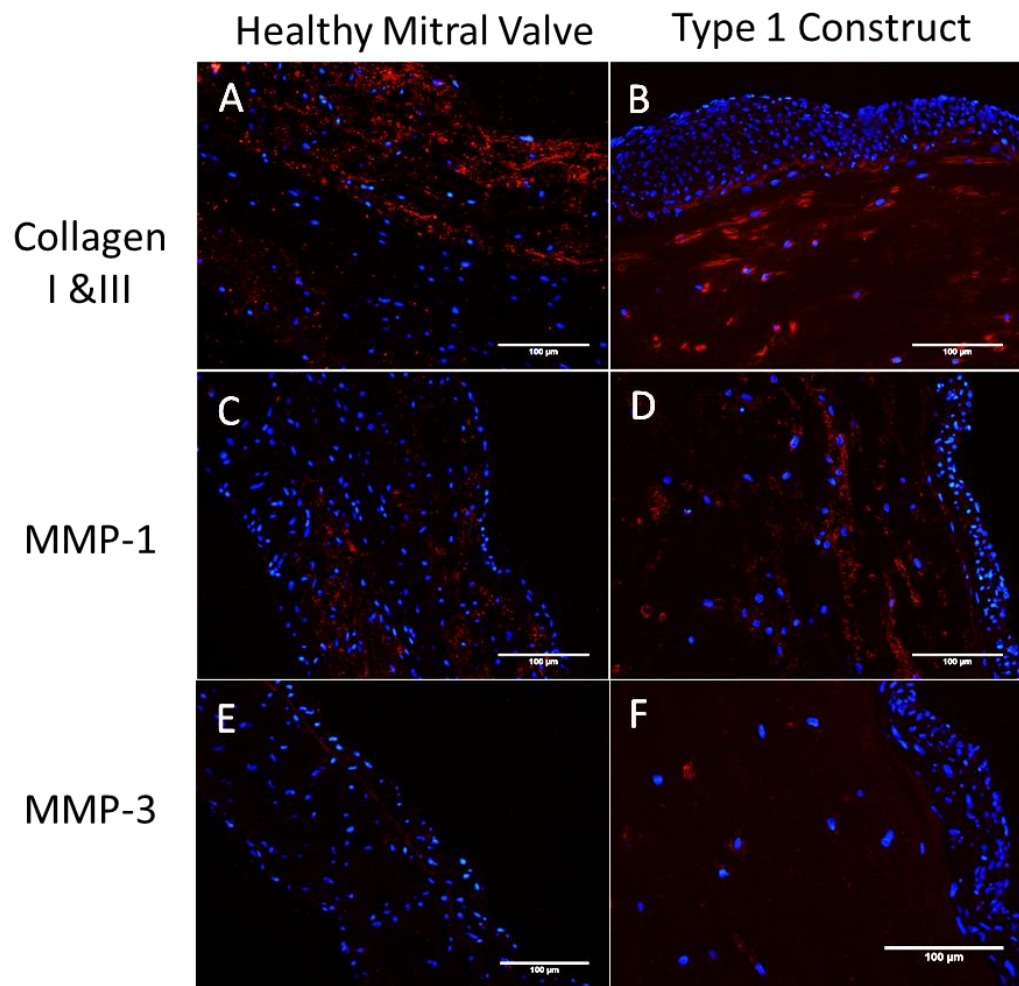 Healthy Mitral Valve
Type 1 Construct
Collagen
I &III
A
100 µm
B
100 µm
MMP-1
C
100 µm
D
100 µm
MMP-3
E
100 µm
F
100 µm